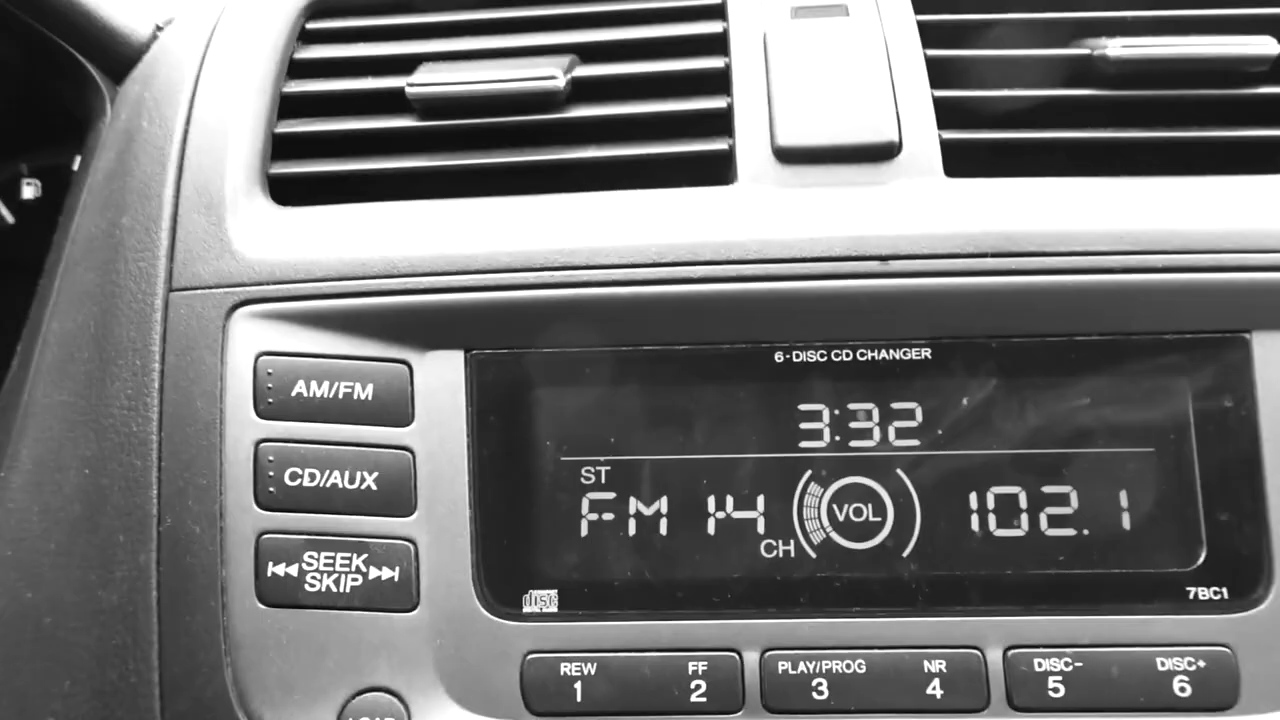 6-DISC CD CHANGER
AM/FM
3:32
CD/AUX
ST
FM 14 CH
VOL
102.1
SEEK
SKIP
disc
7BC1
REW
1
FF
2
PLAY/PROG
3
NR
4
DISC-
5
DISC+
6
LOAD